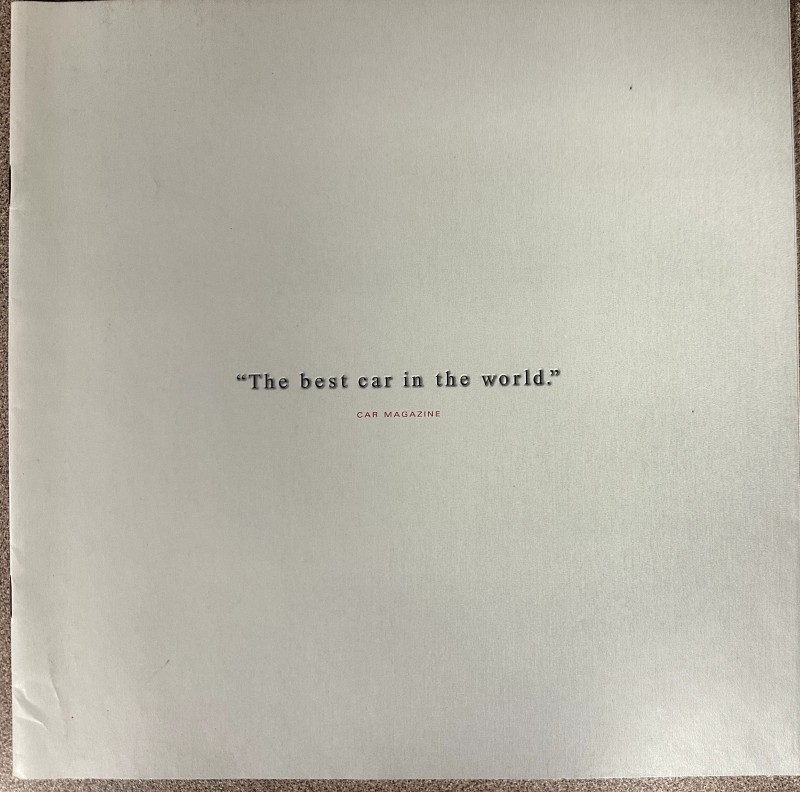 “The best car in the world.”
CAR MAGAZINE